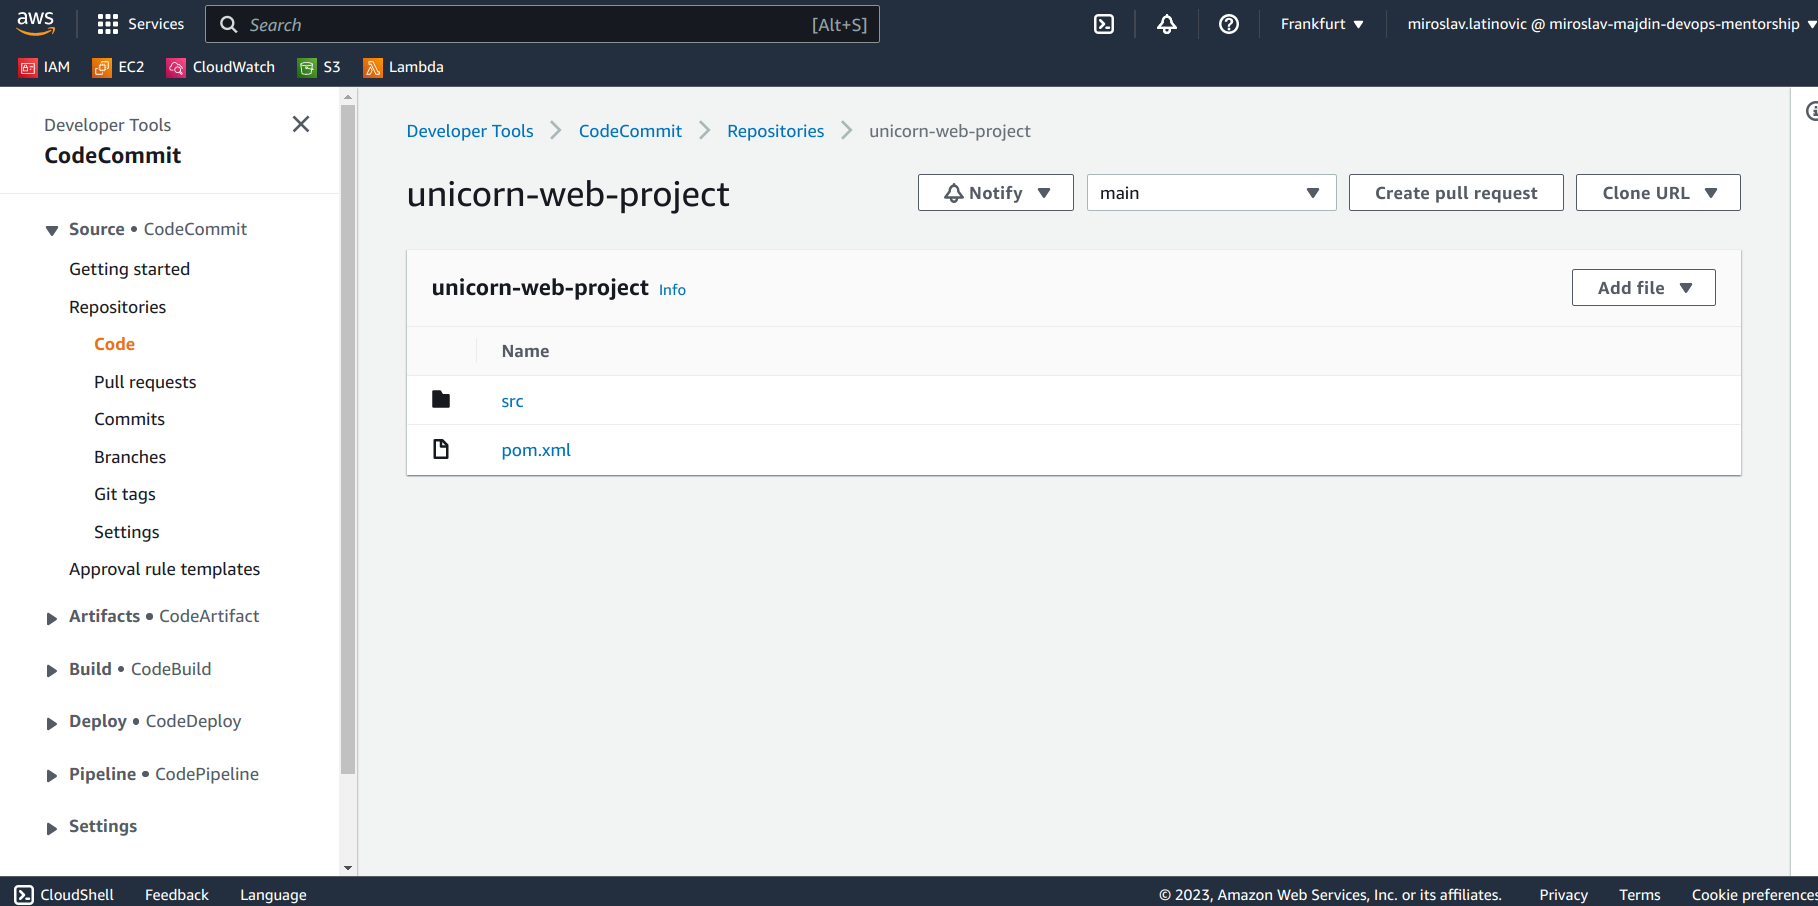 aws Services Search [Alt+S] Frankfurt miroslav.latinovic @ miroslav-majdin-devops-mentorship
IAM EC2 CloudWatch S3 Lambda
Developer Tools
CodeCommit
Source • CodeCommit
Getting started
Repositories
Code
Pull requests
Commits
Branches
Git tags
Settings
Approval rule templates
Artifacts • CodeArtifact
Build • CodeBuild
Deploy • CodeDeploy
Pipeline • CodePipeline
Settings
Developer Tools CodeCommit Repositories unicorn-web-project
unicorn-web-project Notify main Create pull request Clone URL
unicorn-web-project Info Add file
Name
src
pom.xml
CloudShell Feedback Language © 2023, Amazon Web Services, Inc. or its affiliates. Privacy Terms Cookie preferences